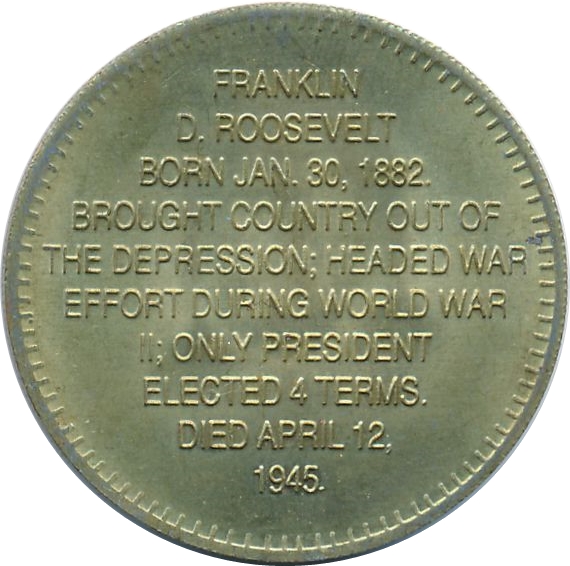 FRANKLIN
D. ROOSEVELT
BORN JAN. 30, 1882.
BROUGHT COUNTRY OUT OF
THE DEPRESSION; HEADED WAR
EFFORT DURING WORLD WAR
II; ONLY PRESIDENT
ELECTED 4 TERMS.
DIED APRIL 12,
1945.